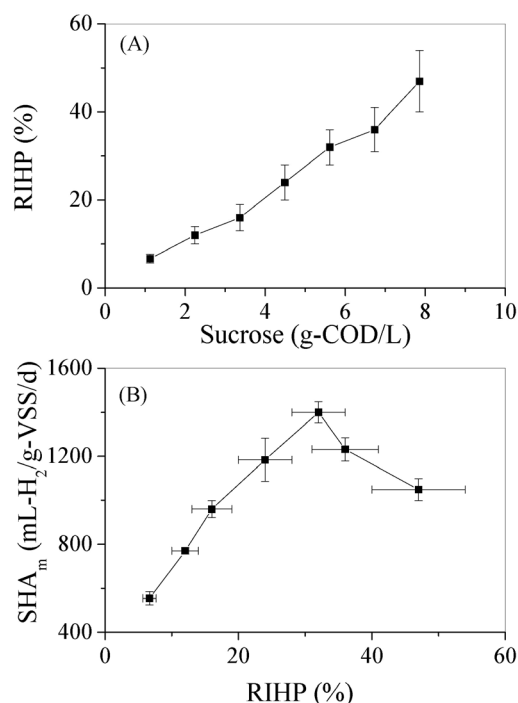 (A)
RIHP (%)
60
40
20
0
0 2 4 6 8 10
Sucrose (g-COD/L)
(B)
SHAₘ (mL-H₂/g-VSS/d)
1600
1200
800
400
0 20 40 60
RIHP (%)